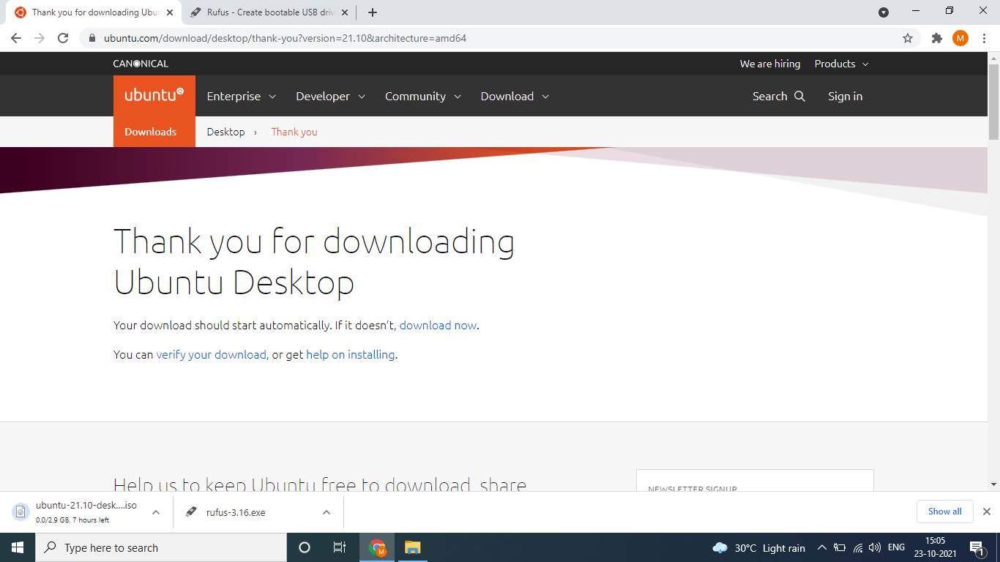 Thank you for downloading Ubu
Rufus - Create bootable USB driv
ubuntu.com/download/desktop/thank-you?version=21.10&architecture=amd64
M
CANONICAL
We are hiring
Products
ubuntu
Enterprise
Developer
Community
Download
Search
Sign in
Downloads
Desktop
Thank you
Thank you for downloading
Ubuntu Desktop
Your download should start automatically. If it doesn’t, download now.
You can verify your download, or get help on installing.
Help us to keep Ubuntu free to download, share
NEWSLETTER SIGNUP
ubuntu-21.10-desk....iso
0.0/2.9 GB, 7 hours left
rufus-3.16.exe
Show all
Type here to search
M
30°C Light rain
ENG
15:05
23-10-2021
1